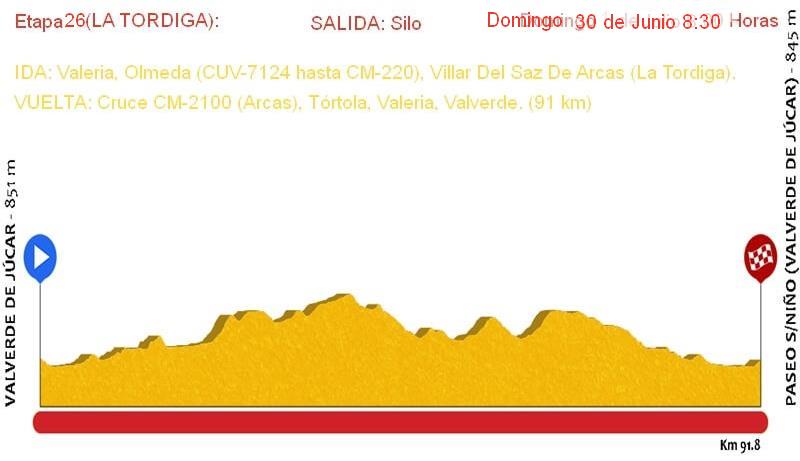 Etapa26(LA TORDIGA): SALIDA: Silo Domingo 30 de Junio 8:30 Horas
IDA: Valeria, Olmeda (CUV-7124 hasta CM-220), Villar Del Saz De Arcas (La Tordiga).
VUELTA: Cruce CM-2100 (Arcas), Tórtola, Valeria, Valverde. (91 km)
VALVERDE DE JÚCAR - 851 m
PASEO S/NIÑO (VALVERDE DE JÚCAR) - 845 m
Km 91.8